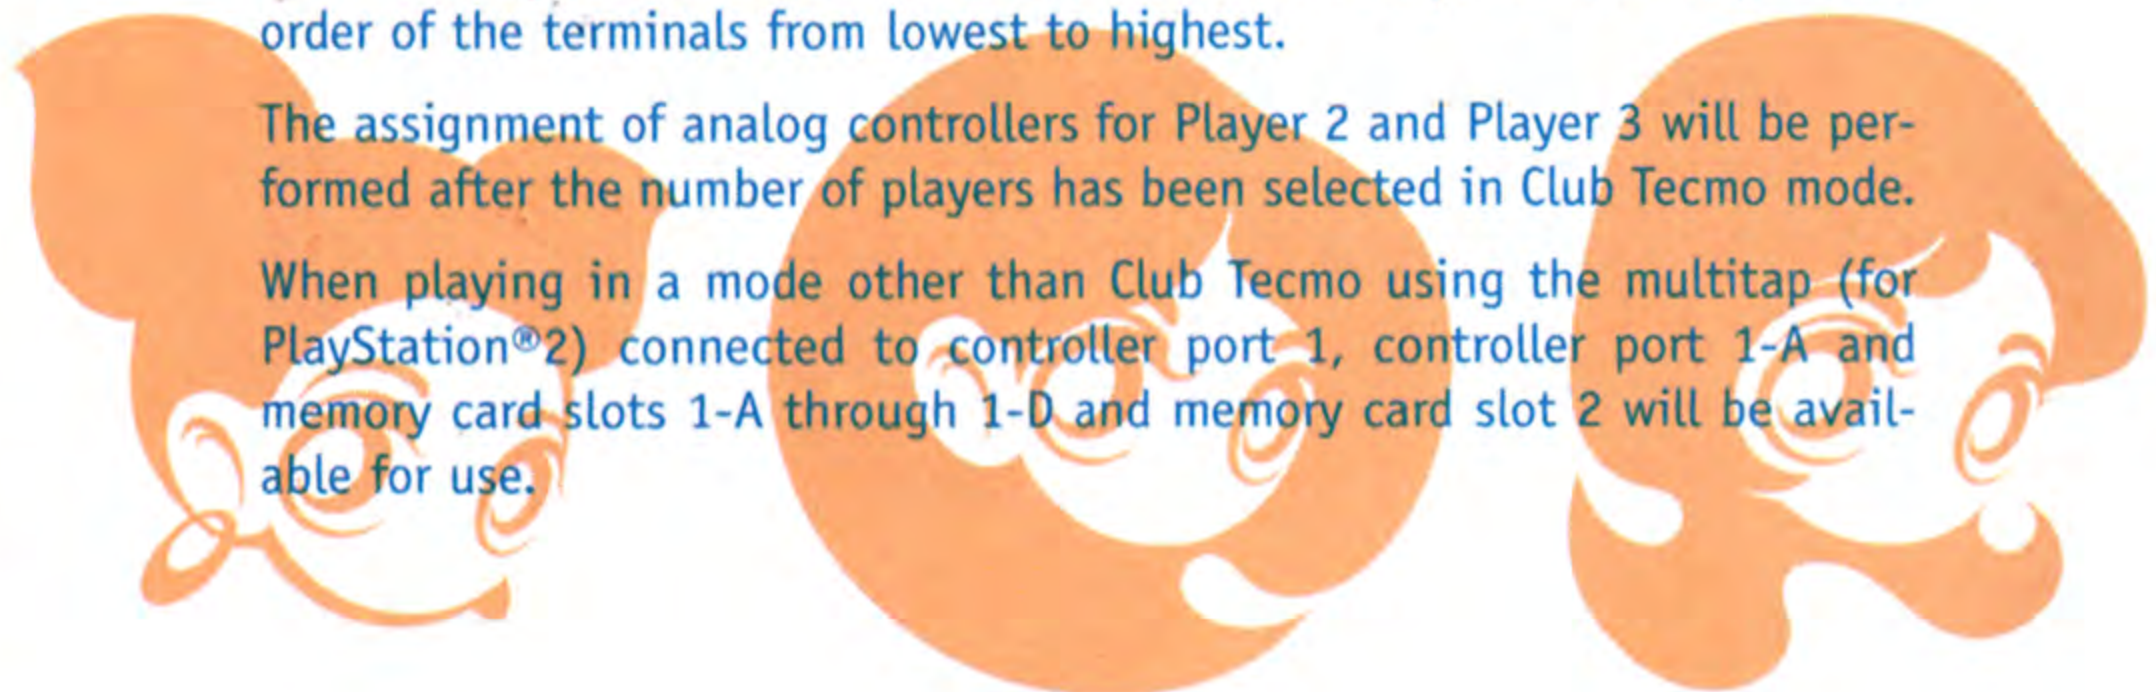 order of the terminals from lowest to highest.
The assignment of analog controllers for Player 2 and Player 3 will be per-
formed after the number of players has been selected in Club Tecmo mode.
When playing in a mode other than Club Tecmo using the multitap (for
PlayStation®2) connected to controller port 1, controller port 1-A and
memory card slots 1-A through 1-D and memory card slot 2 will be avail-
able for use.